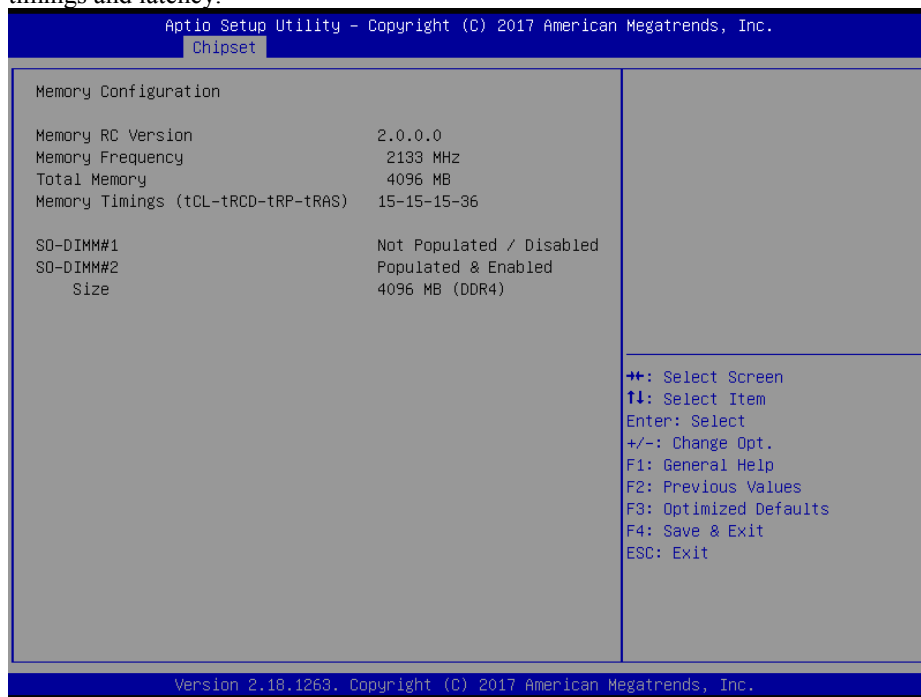 timings and latency.
Aptio Setup Utility – Copyright (C) 2017 American Megatrends, Inc.
Chipset
Memory Configuration
Memory RC Version 2.0.0.0
Memory Frequency 2133 MHz
Total Memory 4096 MB
Memory Timings (tCL-tRCD-tRP-tRAS) 15-15-15-36
SO-DIMM#1 Not Populated / Disabled
SO-DIMM#2 Populated & Enabled
Size 4096 MB (DDR4)
→←: Select Screen
↑↓: Select Item
Enter: Select
+/-: Change Opt.
F1: General Help
F2: Previous Values
F3: Optimized Defaults
F4: Save & Exit
ESC: Exit
Version 2.18.1263. Copyright (C) 2017 American Megatrends, Inc.